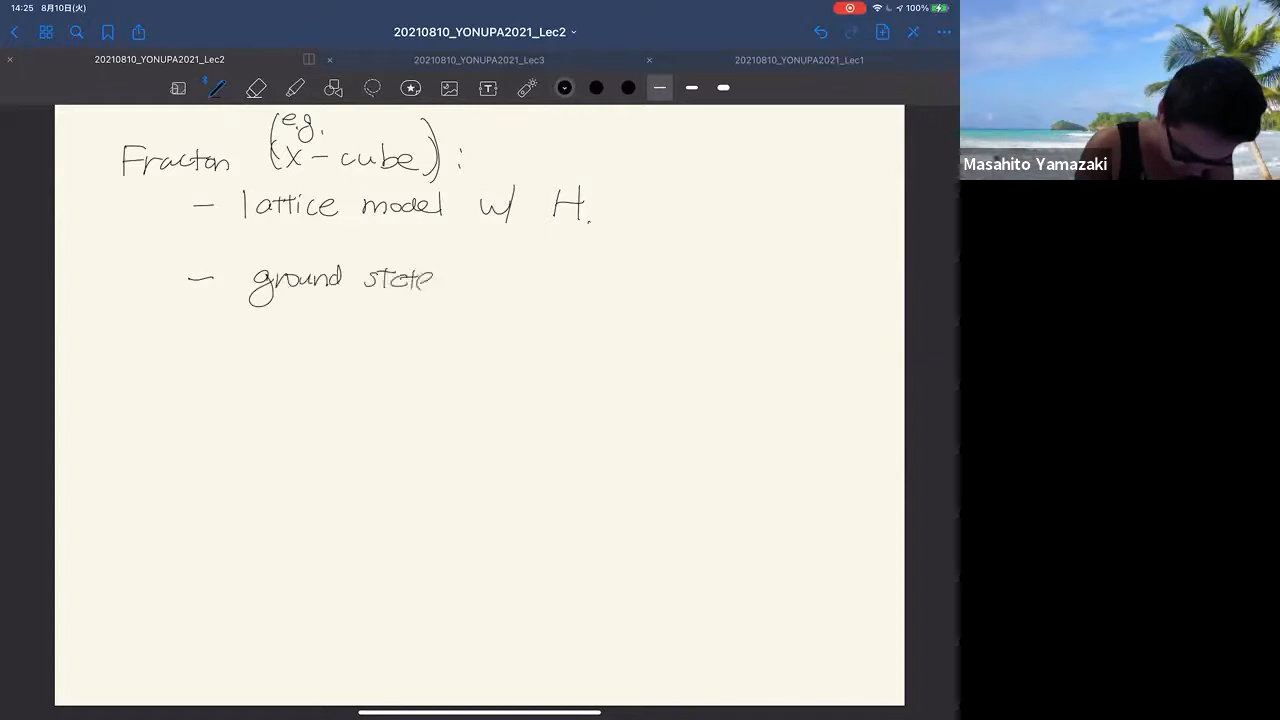 14:25 8月10日(火)
100%
20210810_YONUPA2021_Lec2
20210810_YONUPA2021_Lec2
20210810_YONUPA2021_Lec3
20210810_YONUPA2021_Lec1
Masahito Yamazaki
(e.g.
Fracton (X-cube) :
- lattice model w/ H.
- ground state